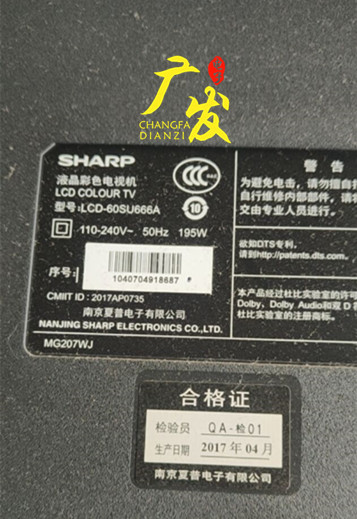 广发
CHANGFA
DIANZI
SHARP
液晶彩色电视机
LCD COLOUR TV
型号:LCD-60SU666A
110-240V~ 50Hz 195W
序号:
1040704918687
CMIIT ID:2017AP0735
南京夏普电子有限公司
NANJING SHARP ELECTRONICS CO.,LTD.
MG207WJ
CCC
10
警告
为避免电击,请勿擅自
自行维修内部部件,
交由专业人员进行。
欲知DTS专利,
请到http://patents.dts.com.
本产品经过杜比实验室的许可
Dolby、Dolby Audio和双 D
杜比实验室的注册商标。
合格证
检验员 QA-检01
生产日期 2017年04月
南京夏普电子有限公司